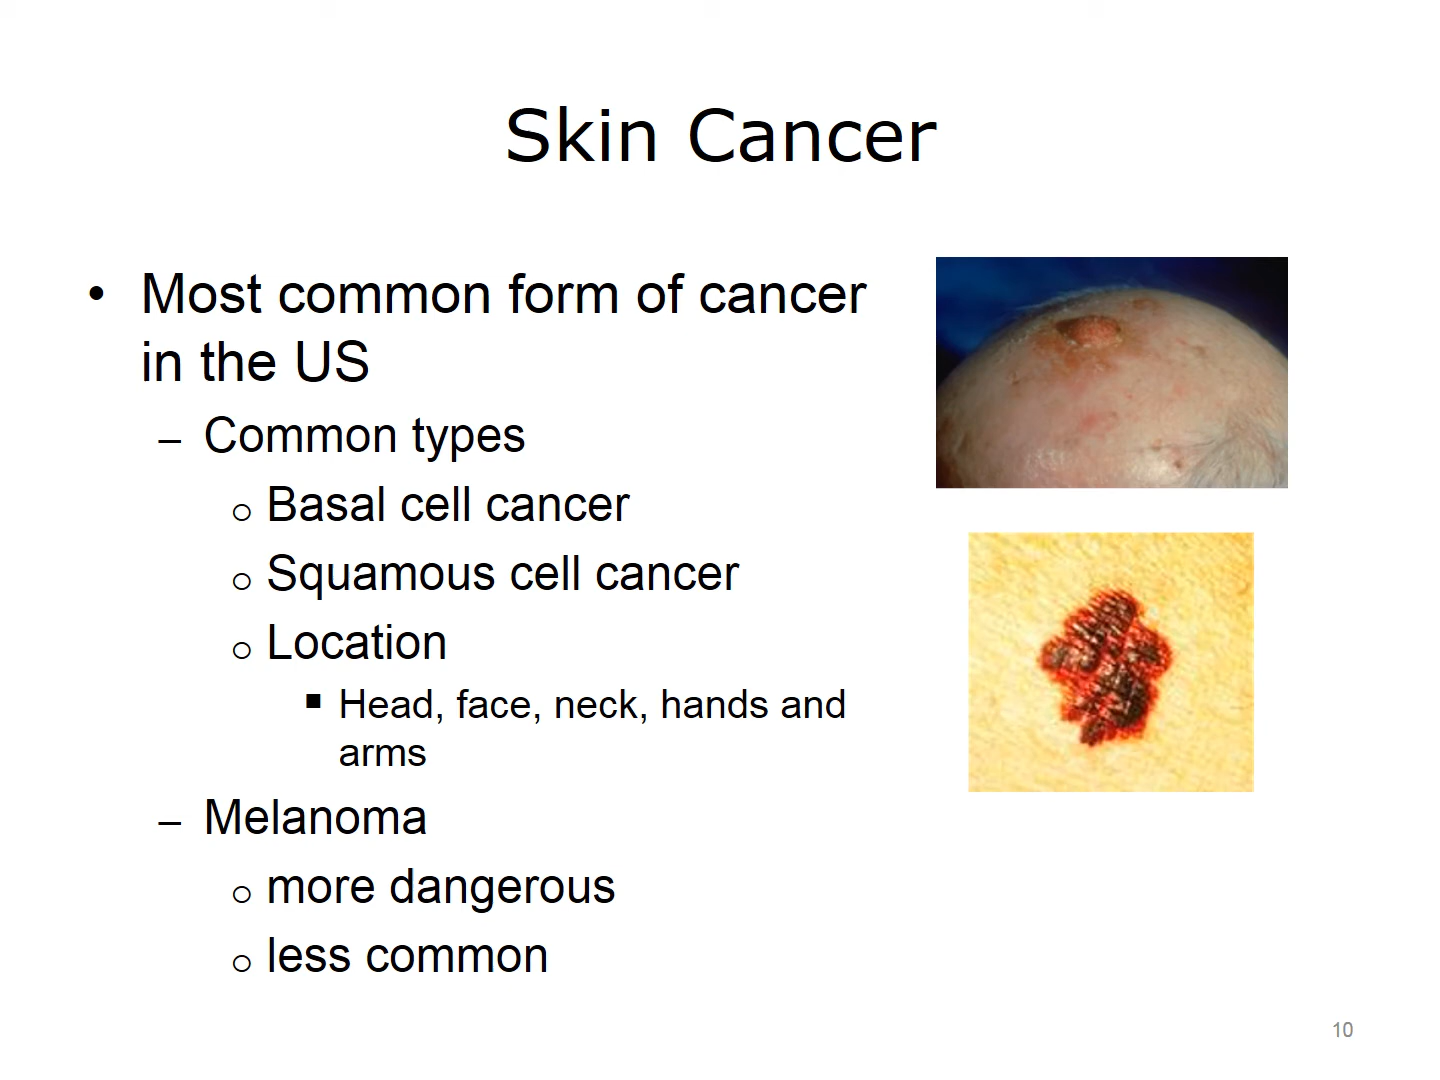 Skin Cancer
• Most common form of cancer
in the US
– Common types
o Basal cell cancer
o Squamous cell cancer
o Location
▪ Head, face, neck, hands and
arms
– Melanoma
o more dangerous
o less common
10